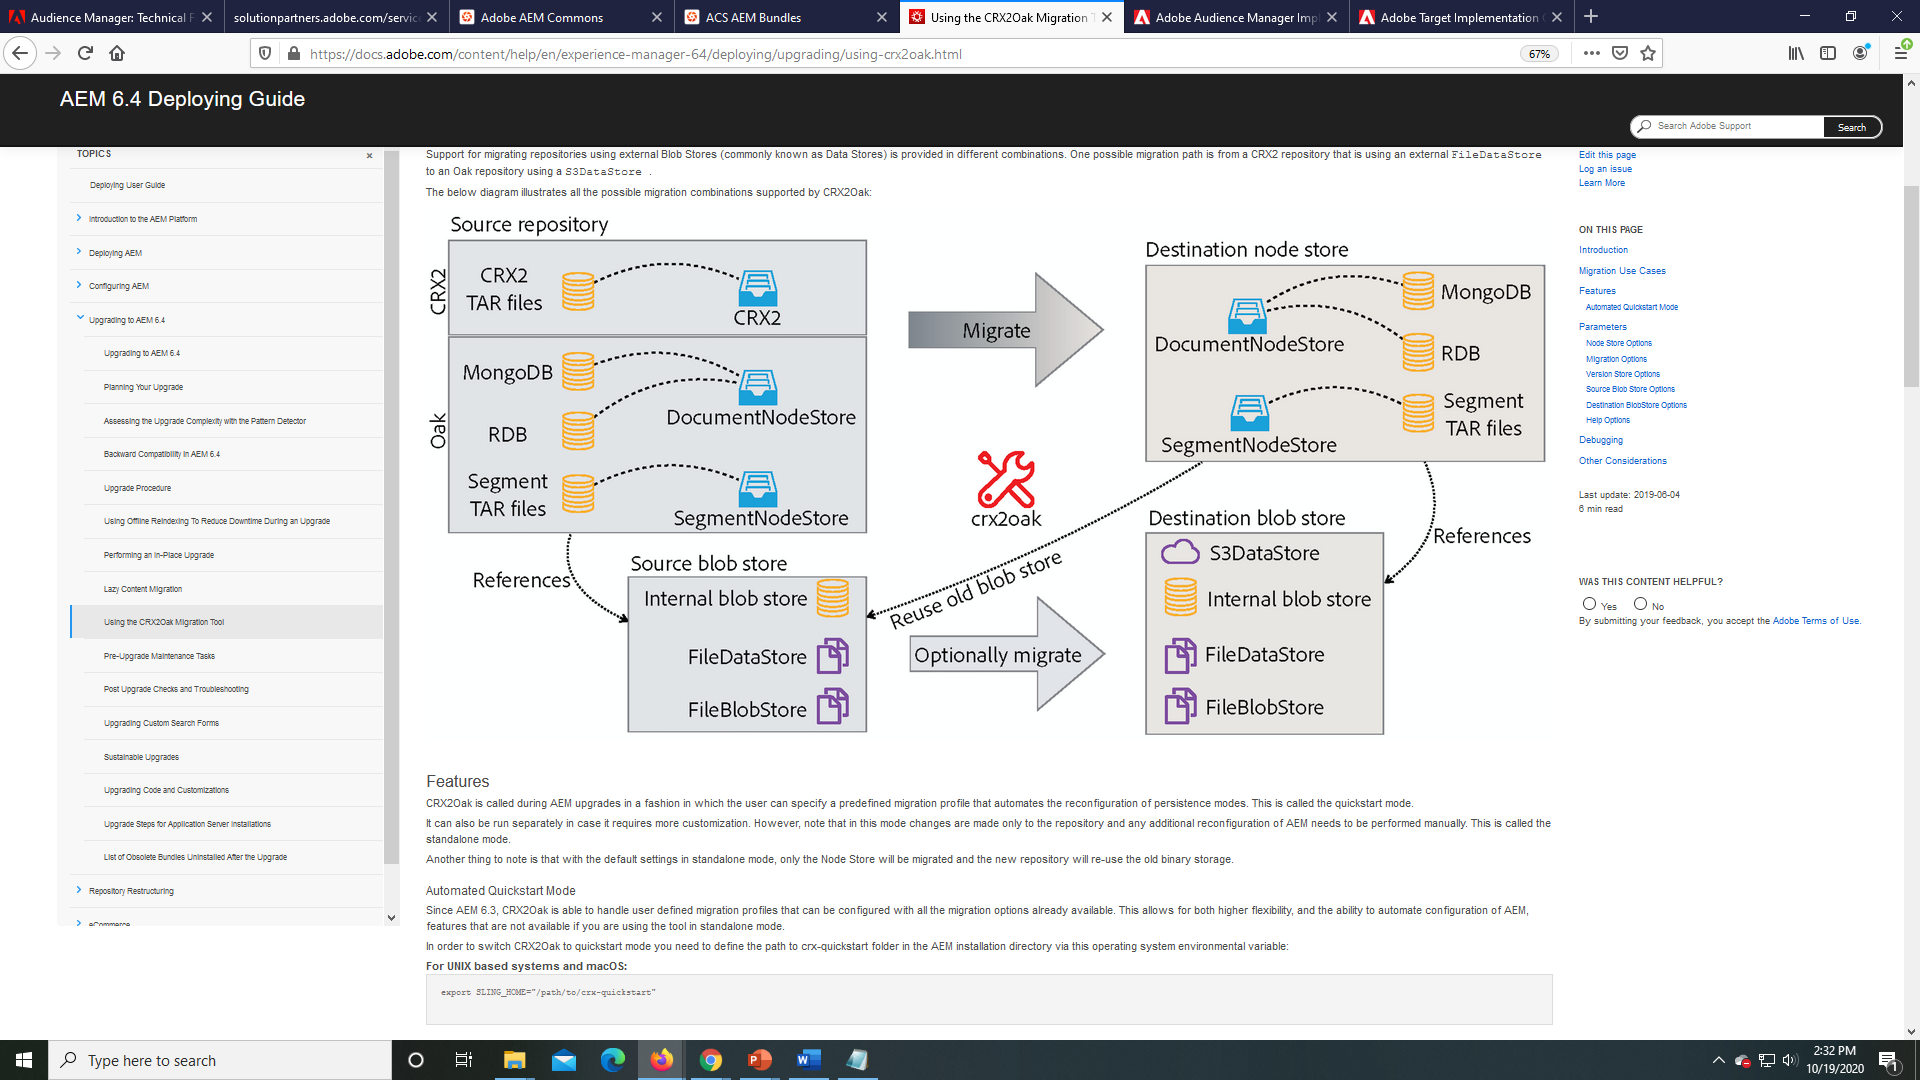 Audience Manager: Technical F
solutionpartners.adobe.com/servic
Adobe AEM Commons
ACS AEM Bundles
Using the CRX2Oak Migration T
Adobe Audience Manager Imp
Adobe Target Implementation
https://docs.adobe.com/content/help/en/experience-manager-64/deploying/upgrading/using-crx2oak.html
67%
AEM 6.4 Deploying Guide
Search Adobe Support
Search
TOPICS
Deploying User Guide
Introduction to the AEM Platform
Deploying AEM
Configuring AEM
Upgrading to AEM 6.4
Upgrading to AEM 6.4
Planning Your Upgrade
Assessing the Upgrade Complexity with the Pattern Detector
Backward Compatibility in AEM 6.4
Upgrade Procedure
Using Offline Reindexing To Reduce Downtime During an Upgrade
Performing an In-Place Upgrade
Lazy Content Migration
Using the CRX2Oak Migration Tool
Pre-Upgrade Maintenance Tasks
Post Upgrade Checks and Troubleshooting
Upgrading Custom Search Forms
Sustainable Upgrades
Upgrading Code and Customizations
Upgrade Steps for Application Server Installations
List of Obsolete Bundles Uninstalled After the Upgrade
Repository Restructuring
eCommerce
Support for migrating repositories using external Blob Stores (commonly known as Data Stores) is provided in different combinations. One possible migration path is from a CRX2 repository that is using an external FileDataStore
to an Oak repository using a S3DataStore .
The below diagram illustrates all the possible migration combinations supported by CRX2Oak:
Source repository
CRX2
CRX2
TAR files
CRX2
Oak
MongoDB
RDB
DocumentNodeStore
Segment
TAR files
SegmentNodeStore
References
Source blob store
Internal blob store
FileDataStore
FileBlobStore
Migrate
crx2oak
Reuse old blob store
Optionally migrate
Destination node store
MongoDB
DocumentNodeStore
RDB
Segment
TAR files
SegmentNodeStore
References
Destination blob store
S3DataStore
Internal blob store
FileDataStore
FileBlobStore
Features
CRX2Oak is called during AEM upgrades in a fashion in which the user can specify a predefined migration profile that automates the reconfiguration of persistence modes. This is called the quickstart mode.
It can also be run separately in case it requires more customization. However, note that in this mode changes are made only to the repository and any additional reconfiguration of AEM needs to be performed manually. This is called the
standalone mode.
Another thing to note is that with the default settings in standalone mode, only the Node Store will be migrated and the new repository will re-use the old binary storage.
Automated Quickstart Mode
Since AEM 6.3, CRX2Oak is able to handle user defined migration profiles that can be configured with all the migration options already available. This allows for both higher flexibility, and the ability to automate configuration of AEM,
features that are not available if you are using the tool in standalone mode.
In order to switch CRX2Oak to quickstart mode you need to define the path to crx-quickstart folder in the AEM installation directory via this operating system environmental variable:
For UNIX based systems and macOS:
export SLING_HOME="/path/to/crx-quickstart"
Edit this page
Log an issue
Learn More
ON THIS PAGE
Introduction
Migration Use Cases
Features
Automated Quickstart Mode
Parameters
Node Store Options
Migration Options
Version Store Options
Source Blob Store Options
Destination BlobStore Options
Help Options
Debugging
Other Considerations
Last update: 2019-06-04
6 min read
WAS THIS CONTENT HELPFUL?
Yes No
By submitting your feedback, you accept the Adobe Terms of Use.
Type here to search
2:32 PM
10/19/2020
1